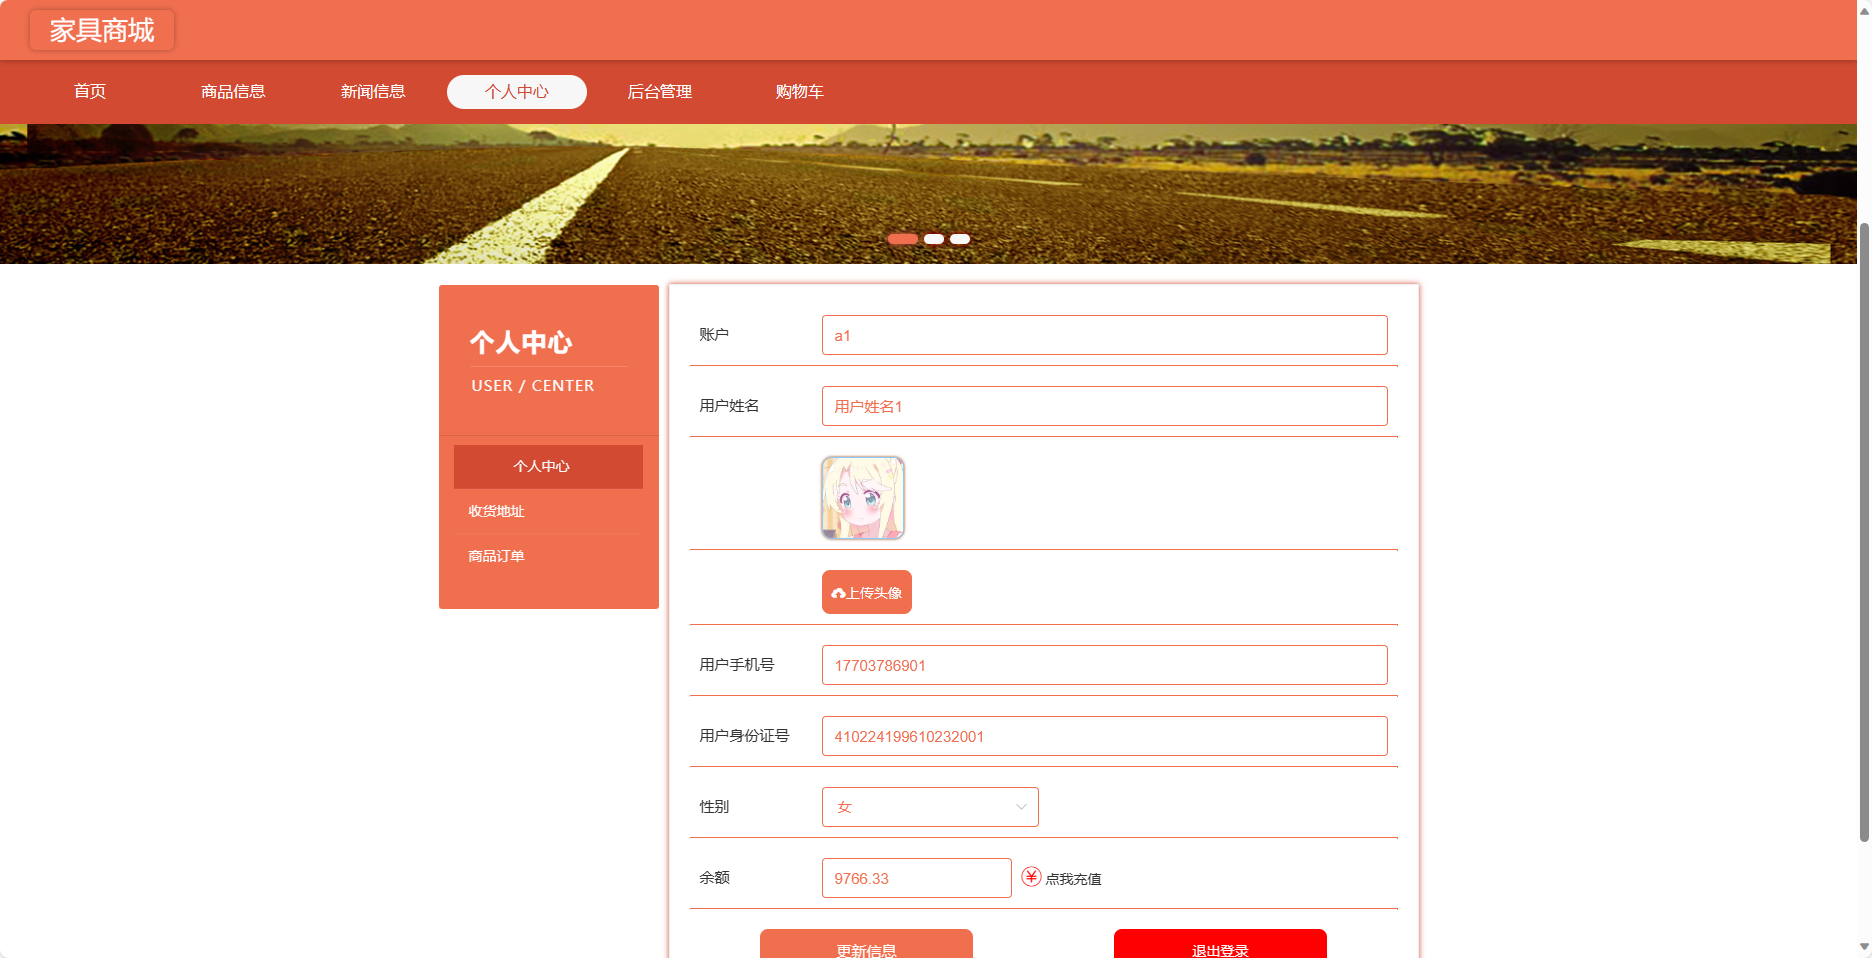 家具商城
首页 商品信息 新闻信息 个人中心 后台管理 购物车
个人中心
USER / CENTER
个人中心
收货地址
商品订单
账户 a1
用户姓名 用户姓名1
上传头像
用户手机号 17703786901
用户身份证号 410224199610232001
性别 女
余额 9766.33 点我充值
更新信息 退出登录